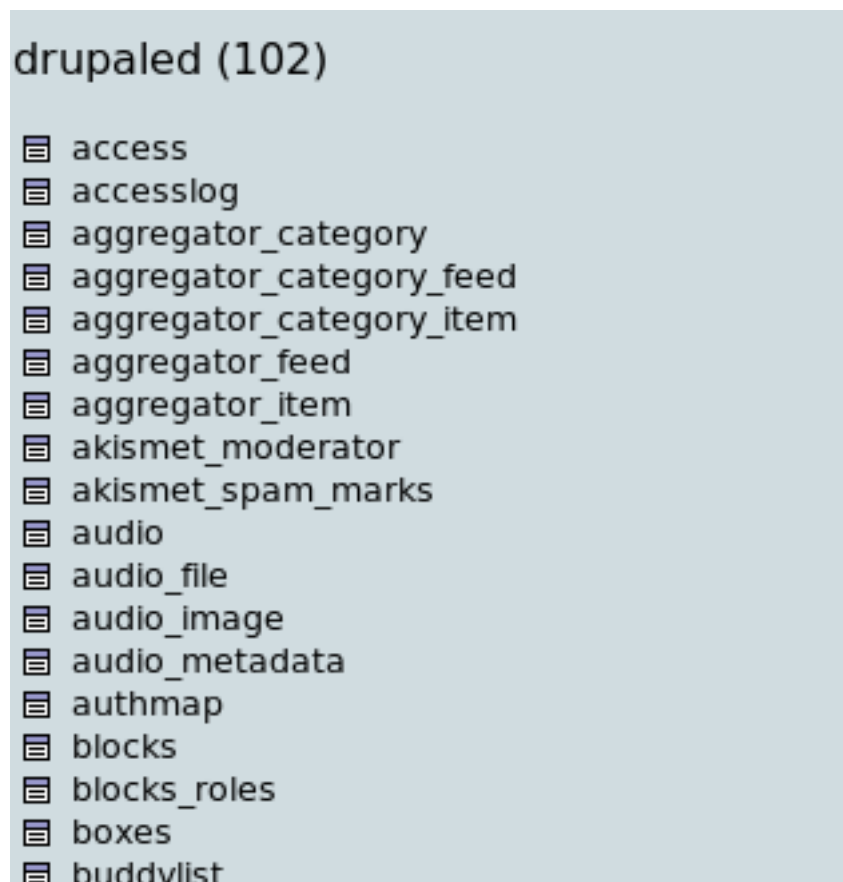 drupaled (102)
access
accesslog
aggregator_category
aggregator_category_feed
aggregator_category_item
aggregator_feed
aggregator_item
akismet_moderator
akismet_spam_marks
audio
audio_file
audio_image
audio_metadata
authmap
blocks
blocks_roles
boxes
buddylist